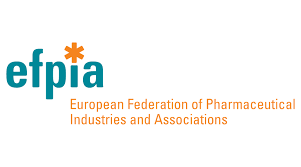 efpia
European Federation of Pharmaceutical
Industries and Associations